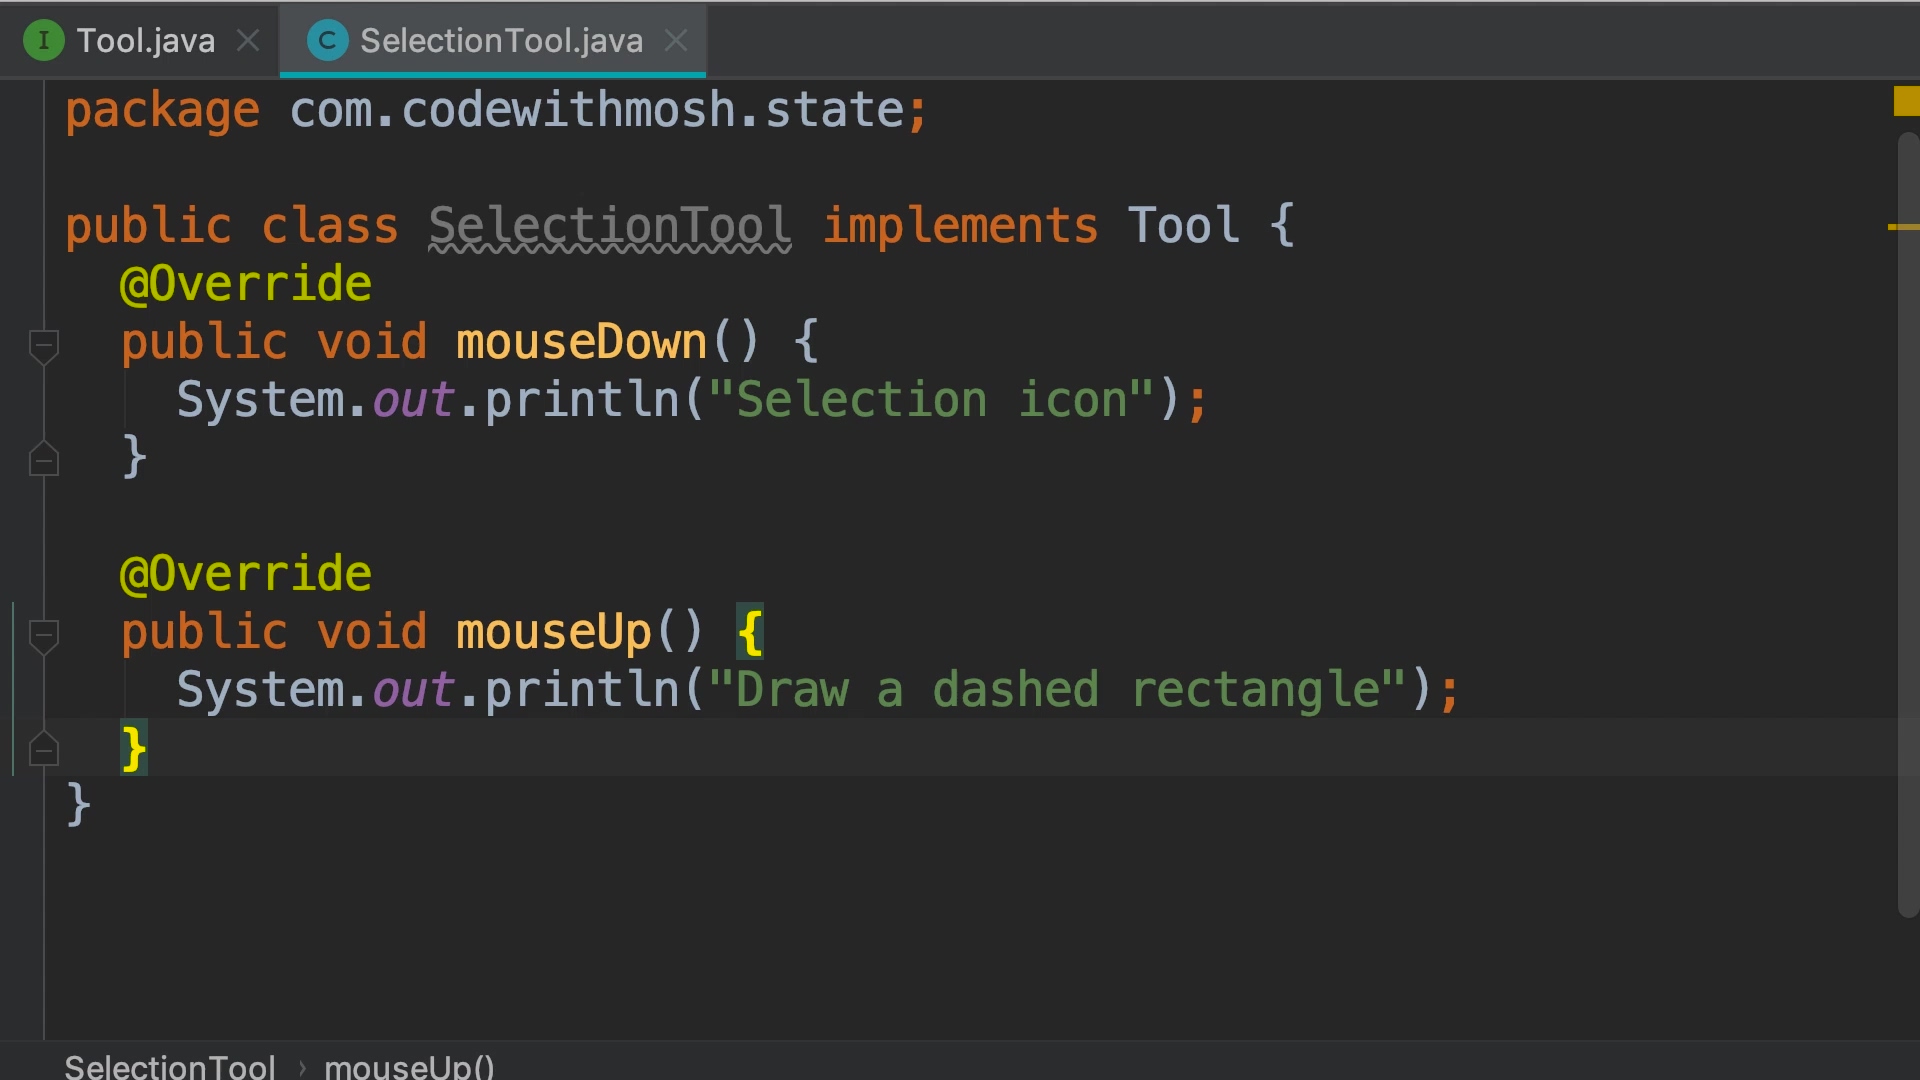 Tool.java SelectionTool.java
package com.codewithmosh.state;
public class SelectionTool implements Tool {
@Override
public void mouseDown() {
System.out.println("Selection icon");
}
@Override
public void mouseUp() {
System.out.println("Draw a dashed rectangle");
}
}
SelectionTool › mouseUp()